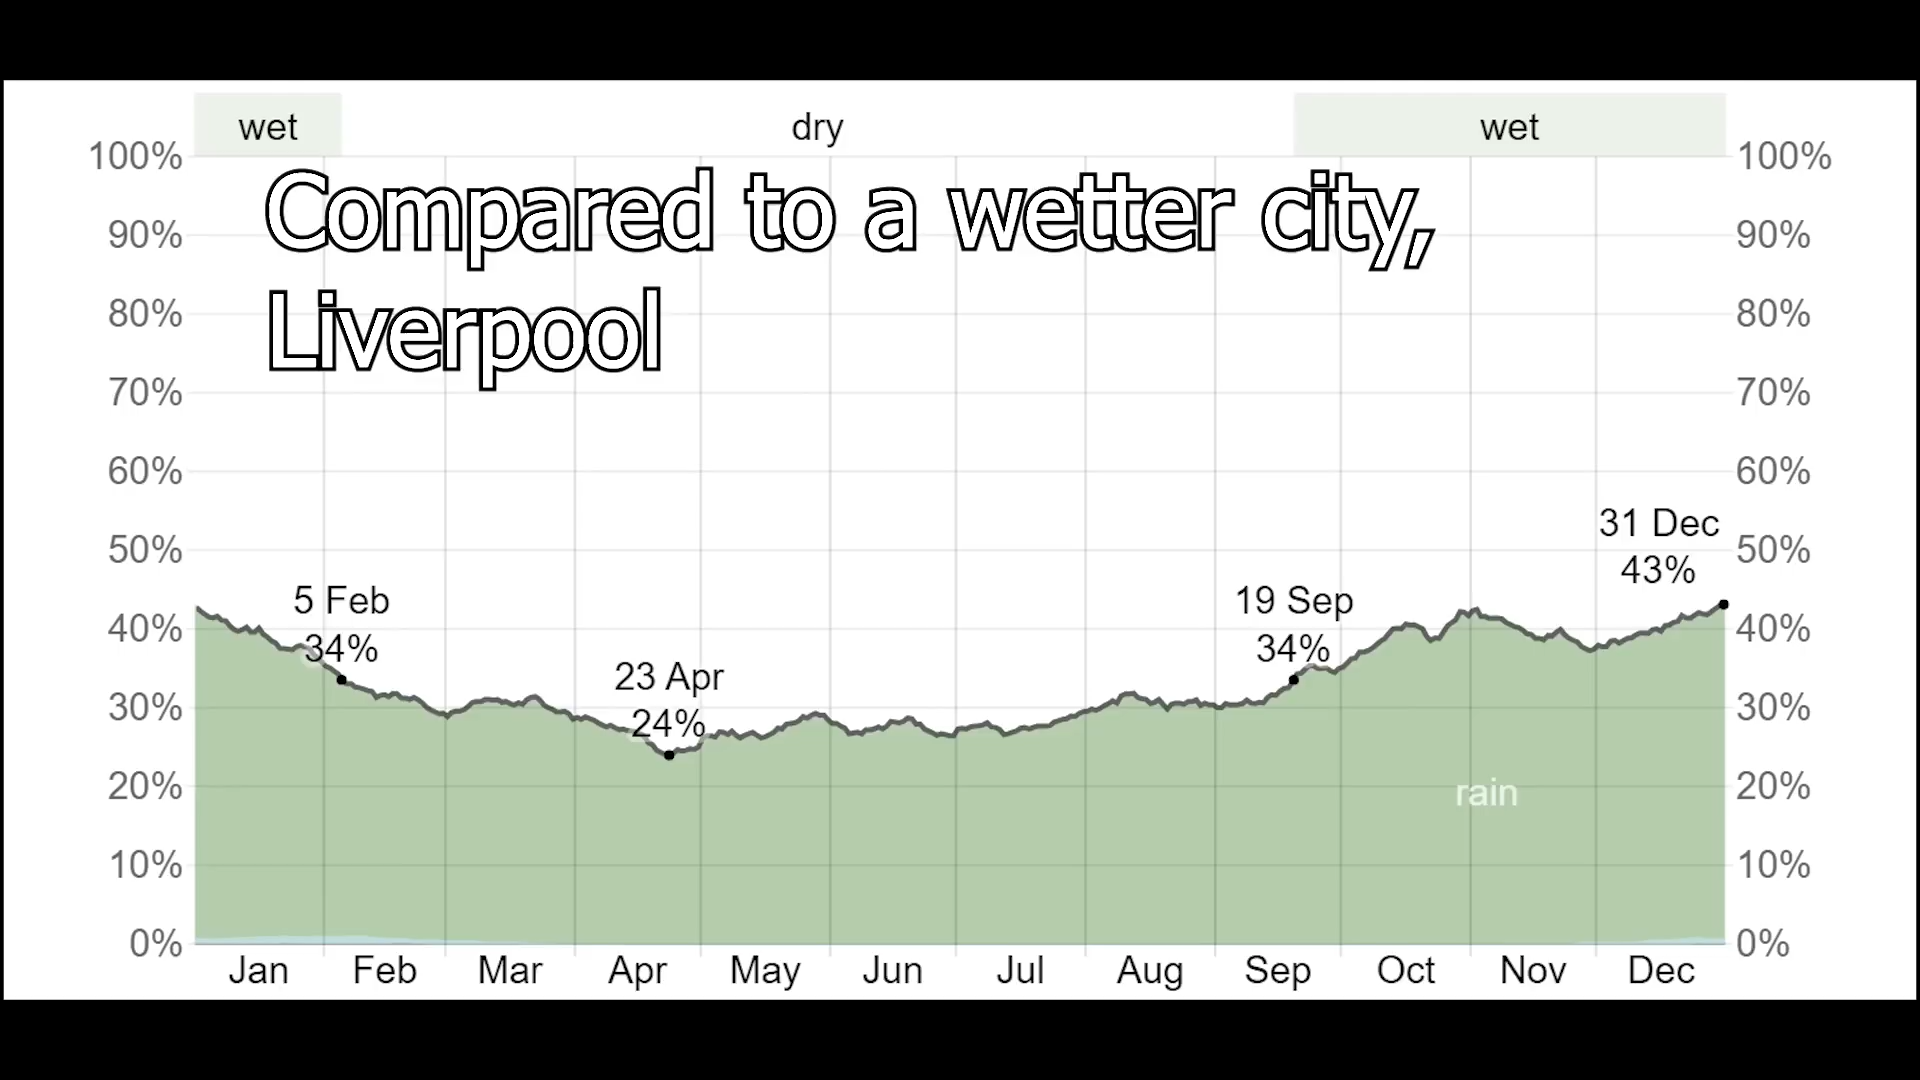 wet dry wet
100% 100%
Compared to a wetter city,
90% 90%
Liverpool
80% 80%
70% 70%
60% 60%
31 Dec
50% 50%
43%
5 Feb 19 Sep
40% 40%
34% 34%
23 Apr
24%
30% 30%
rain
20% 20%
10% 10%
0% 0%
Jan Feb Mar Apr May Jun Jul Aug Sep Oct Nov Dec